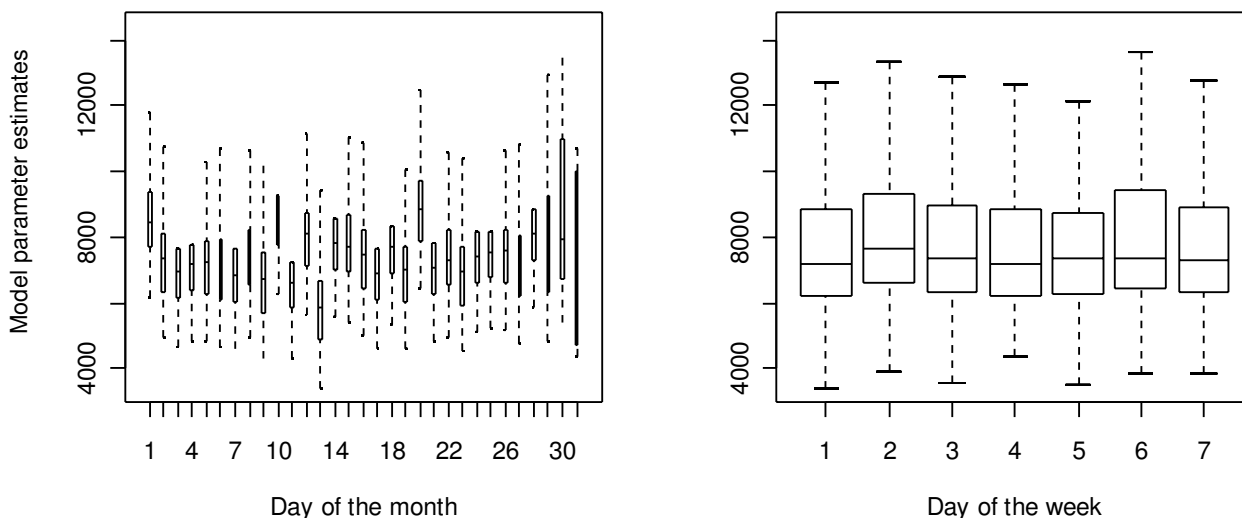 Model parameter estimates
12000
8000
4000
1 4 7 10 14 18 22 26 30
Day of the month
12000
8000
4000
1 2 3 4 5 6 7
Day of the week